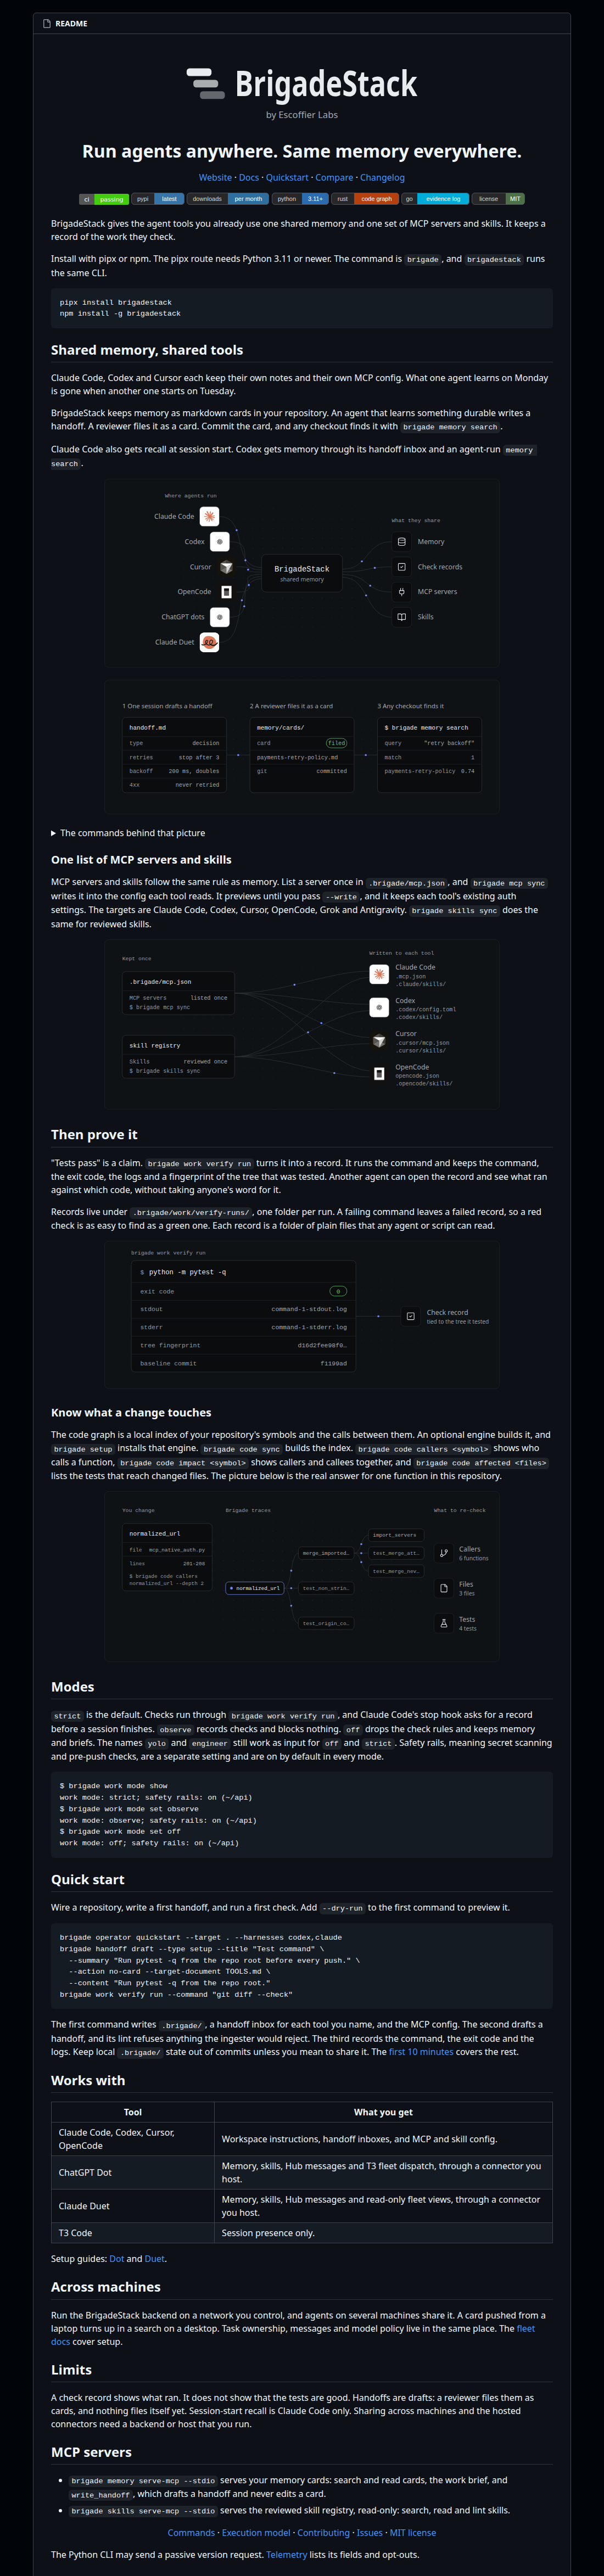 README
BrigadeStack
by Escoffier Labs
Run agents anywhere. Same memory everywhere.
Website · Docs · Quickstart · Compare · Changelog
ci passing pypi latest downloads per month python 3.11+ rust code graph go evidence log license MIT
BrigadeStack gives the agent tools you already use one shared memory and one set of MCP servers and skills. It keeps a
record of the work they check.
Install with pipx or npm. The pipx route needs Python 3.11 or newer. The command is brigade, and brigadestack runs
the same CLI.
pipx install brigadestack
npm install -g brigadestack
Shared memory, shared tools
Claude Code, Codex and Cursor each keep their own notes and their own MCP config. What one agent learns on Monday
is gone when another one starts on Tuesday.
BrigadeStack keeps memory as markdown cards in your repository. An agent that learns something durable writes a
handoff. A reviewer files it as a card. Commit the card, and any checkout finds it with brigade memory search.
Claude Code also gets recall at session start. Codex gets memory through its handoff inbox and an agent-run memory
search.
Where agents run
What they share
Claude Code
Codex
Cursor
OpenCode
ChatGPT dots
Claude Duet
BrigadeStack
shared memory
Memory
Check records
MCP servers
Skills
1 One session drafts a handoff
2 A reviewer files it as a card
3 Any checkout finds it
handoff.md
type decision
retries stop after 3
backoff 200 ms, doubles
4xx never retried
memory/cards/
card filed
payments-retry-policy.md
git committed
$ brigade memory search
query "retry backoff"
match 1
payments-retry-policy 0.74
▶ The commands behind that picture
One list of MCP servers and skills
MCP servers and skills follow the same rule as memory. List a server once in .brigade/mcp.json, and brigade mcp sync
writes it into the config each tool reads. It previews until you pass --write, and it keeps each tool's existing auth
settings. The targets are Claude Code, Codex, Cursor, OpenCode, Grok and Antigravity. brigade skills sync does the
same for reviewed skills.
Kept once
Written to each tool
.brigade/mcp.json
MCP servers listed once
$ brigade mcp sync
skill registry
Skills reviewed once
$ brigade skills sync
Claude Code
.mcp.json
.claude/skills/
Codex
.codex/config.toml
.codex/skills/
Cursor
.cursor/mcp.json
.cursor/skills/
OpenCode
opencode.json
.opencode/skills/
Then prove it
"Tests pass" is a claim. brigade work verify run turns it into a record. It runs the command and keeps the command,
the exit code, the logs and a fingerprint of the tree that was tested. Another agent can open the record and see what ran
against which code, without taking anyone's word for it.
Records live under .brigade/work/verify-runs/, one folder per run. A failing command leaves a failed record, so a red
check is as easy to find as a green one. Each record is a folder of plain files that any agent or script can read.
brigade work verify run
$ python -m pytest -q
exit code 0
stdout command-1-stdout.log
stderr command-1-stderr.log
tree fingerprint d16d2fee98f0…
baseline commit f1199ad
Check record
tied to the tree it tested
Know what a change touches
The code graph is a local index of your repository's symbols and the calls between them. An optional engine builds it, and
brigade setup installs that engine. brigade code sync builds the index. brigade code callers <symbol> shows who
calls a function, brigade code impact <symbol> shows callers and callees together, and brigade code affected <files>
lists the tests that reach changed files. The picture below is the real answer for one function in this repository.
You change
Brigade traces
What to re-check
normalized_url
file mcp_native_auth.py
lines 201-208
$ brigade code callers
normalized_url --depth 2
normalized_url
merge_imported…
test_non_strin…
test_origin_co…
import_servers
test_merge_att…
test_merge_nev…
Callers
6 functions
Files
3 files
Tests
4 tests
Modes
strict is the default. Checks run through brigade work verify run, and Claude Code's stop hook asks for a record
before a session finishes. observe records checks and blocks nothing. off drops the check rules and keeps memory
and briefs. The names yolo and engineer still work as input for off and strict. Safety rails, meaning secret scanning
and pre-push checks, are a separate setting and are on by default in every mode.
$ brigade work mode show
work mode: strict; safety rails: on (~/api)
$ brigade work mode set observe
work mode: observe; safety rails: on (~/api)
$ brigade work mode set off
work mode: off; safety rails: on (~/api)
Quick start
Wire a repository, write a first handoff, and run a first check. Add --dry-run to the first command to preview it.
brigade operator quickstart --target . --harnesses codex,claude
brigade handoff draft --type setup --title "Test command" \
--summary "Run pytest -q from the repo root before every push." \
--action no-card --target-document TOOLS.md \
--content "Run pytest -q from the repo root."
brigade work verify run --command "git diff --check"
The first command writes .brigade/, a handoff inbox for each tool you name, and the MCP config. The second drafts a
handoff, and its lint refuses anything the ingester would reject. The third records the command, the exit code and the
logs. Keep local .brigade/ state out of commits unless you mean to share it. The first 10 minutes covers the rest.
Works with
Tool What you get
Claude Code, Codex, Cursor,
OpenCode
Workspace instructions, handoff inboxes, and MCP and skill config.
ChatGPT Dot
Memory, skills, Hub messages and T3 fleet dispatch, through a connector you
host.
Claude Duet
Memory, skills, Hub messages and read-only fleet views, through a connector
you host.
T3 Code
Session presence only.
Setup guides: Dot and Duet.
Across machines
Run the BrigadeStack backend on a network you control, and agents on several machines share it. A card pushed from a
laptop turns up in a search on a desktop. Task ownership, messages and model policy live in the same place. The fleet
docs cover setup.
Limits
A check record shows what ran. It does not show that the tests are good. Handoffs are drafts: a reviewer files them as
cards, and nothing files itself yet. Session-start recall is Claude Code only. Sharing across machines and the hosted
connectors need a backend or host that you run.
MCP servers
• brigade memory serve-mcp --stdio serves your memory cards: search and read cards, the work brief, and
write_handoff, which drafts a handoff and never edits a card.
• brigade skills serve-mcp --stdio serves the reviewed skill registry, read-only: search, read and lint skills.
Commands · Execution model · Contributing · Issues · MIT license
The Python CLI may send a passive version request. Telemetry lists its fields and opt-outs.